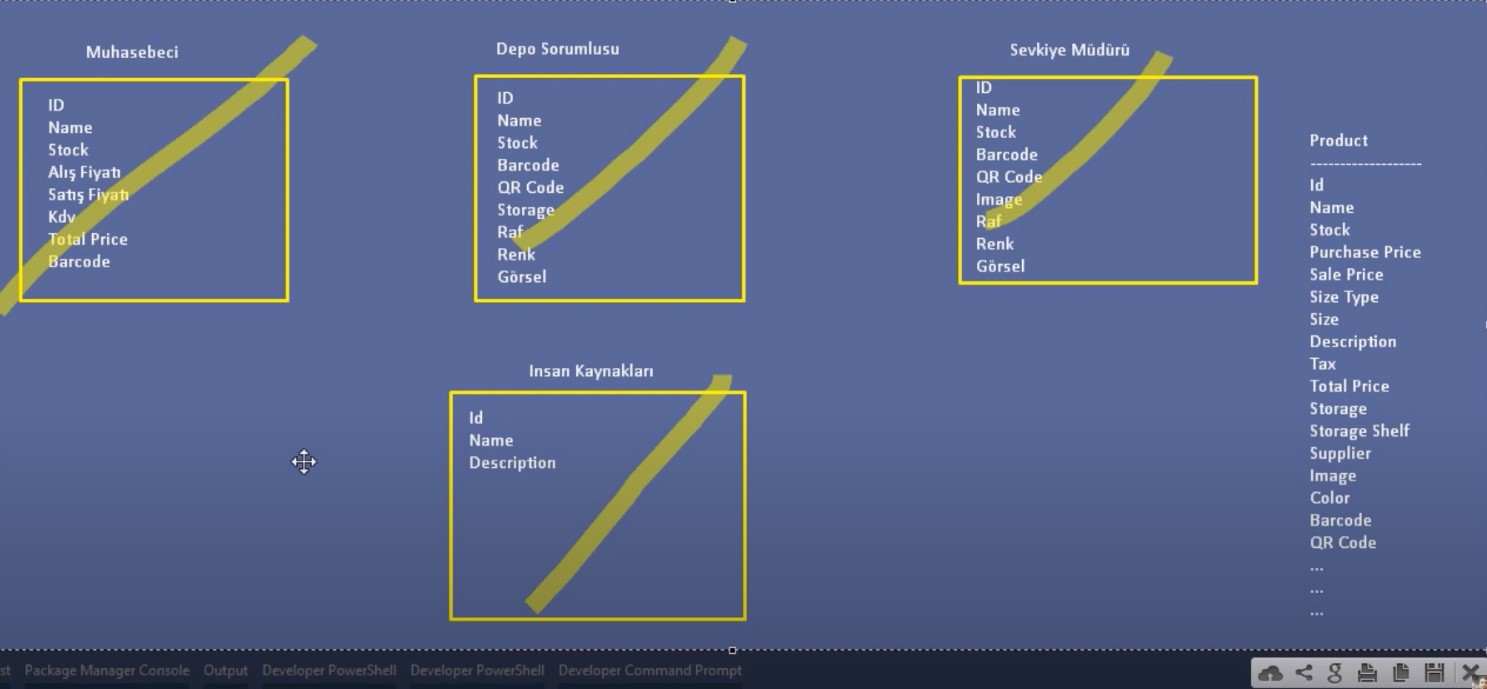 Muhasebeci
ID
Name
Stock
Alış Fiyatı
Satış Fiyatı
Kdv
Total Price
Barcode
Depo Sorumlusu
ID
Name
Stock
Barcode
QR Code
Storage
Raf
Renk
Görsel
Sevkiye Müdürü
ID
Name
Stock
Barcode
QR Code
Image
Raf
Renk
Görsel
Insan Kaynakları
Id
Name
Description
Product
-------------------
Id
Name
Stock
Purchase Price
Sale Price
Size Type
Size
Description
Tax
Total Price
Storage
Storage Shelf
Supplier
Image
Color
Barcode
QR Code
...
...
...
st Package Manager Console Output Developer PowerShell Developer PowerShell Developer Command Prompt